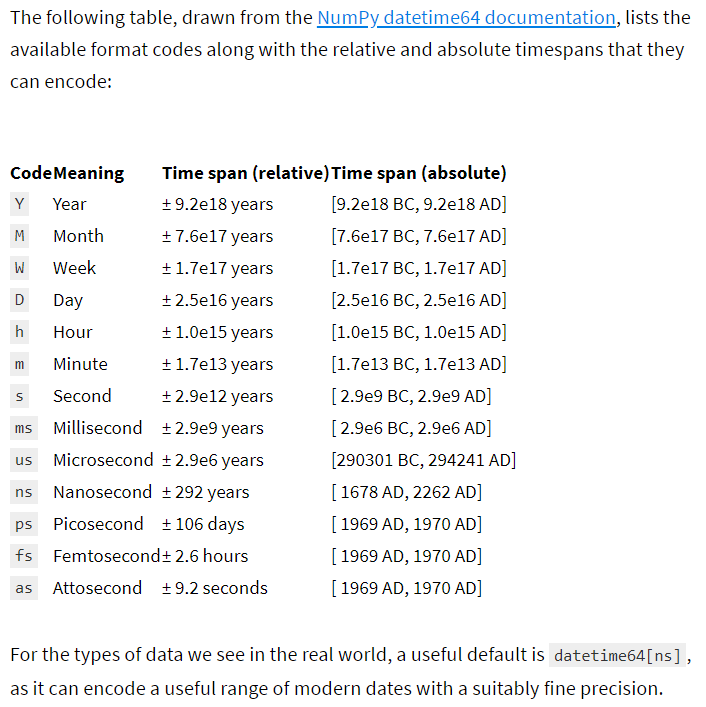 The following table, drawn from the NumPy datetime64 documentation, lists the
available format codes along with the relative and absolute timespans that they
can encode:
Code Meaning Time span (relative) Time span (absolute)
Y Year ± 9.2e18 years [9.2e18 BC, 9.2e18 AD]
M Month ± 7.6e17 years [7.6e17 BC, 7.6e17 AD]
W Week ± 1.7e17 years [1.7e17 BC, 1.7e17 AD]
D Day ± 2.5e16 years [2.5e16 BC, 2.5e16 AD]
h Hour ± 1.0e15 years [1.0e15 BC, 1.0e15 AD]
m Minute ± 1.7e13 years [1.7e13 BC, 1.7e13 AD]
s Second ± 2.9e12 years [ 2.9e9 BC, 2.9e9 AD]
ms Millisecond ± 2.9e9 years [ 2.9e6 BC, 2.9e6 AD]
us Microsecond ± 2.9e6 years [290301 BC, 294241 AD]
ns Nanosecond ± 292 years [ 1678 AD, 2262 AD]
ps Picosecond ± 106 days [ 1969 AD, 1970 AD]
fs Femtosecond ± 2.6 hours [ 1969 AD, 1970 AD]
as Attosecond ± 9.2 seconds [ 1969 AD, 1970 AD]
For the types of data we see in the real world, a useful default is datetime64[ns] ,
as it can encode a useful range of modern dates with a suitably fine precision.